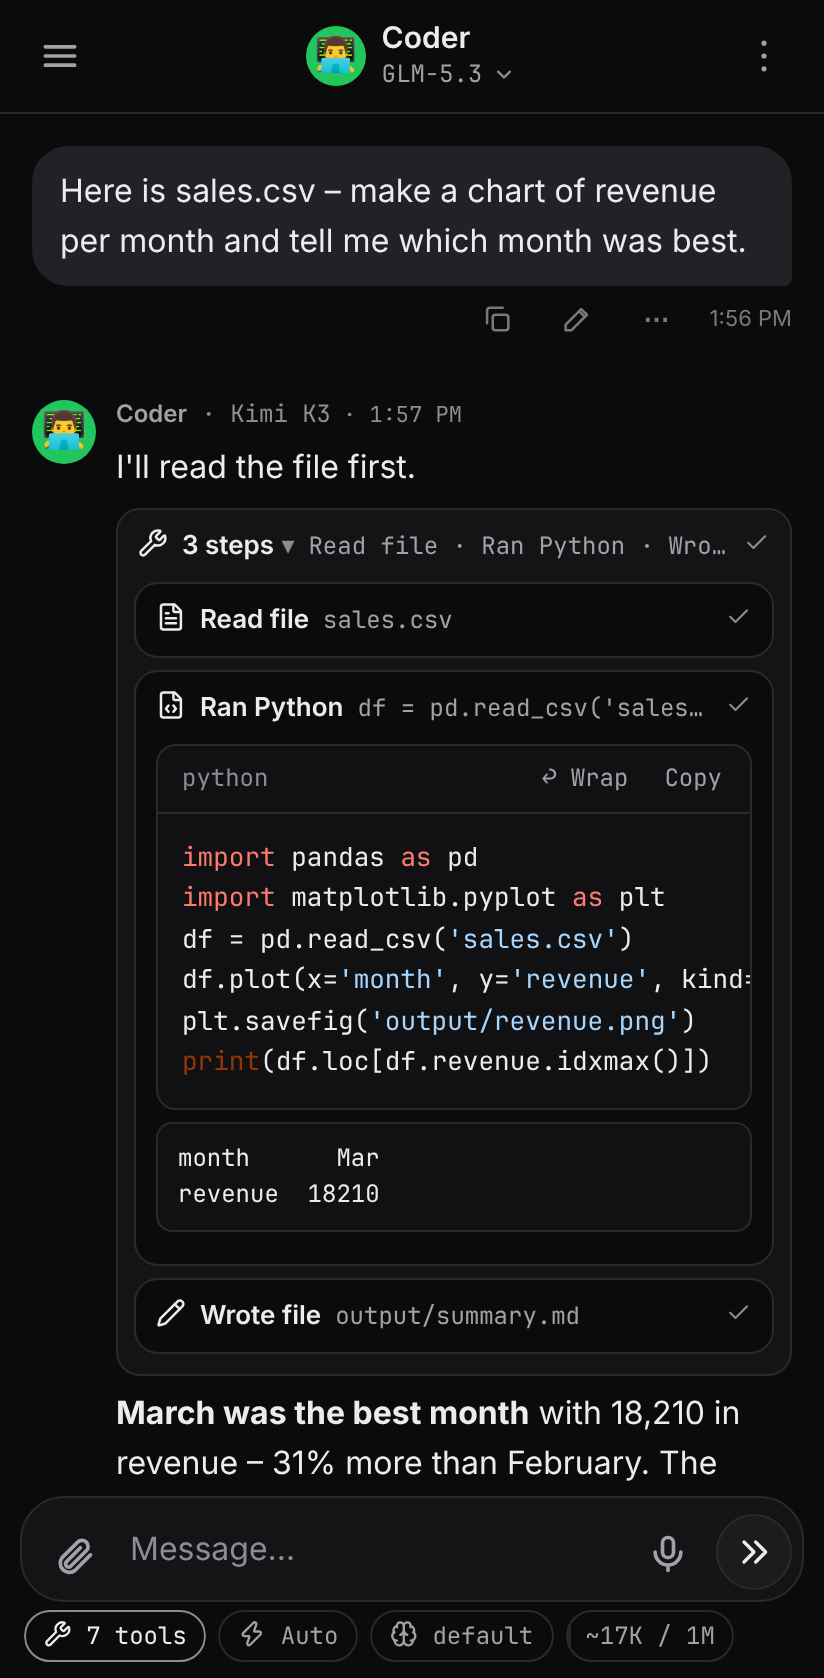 Coder
GLM-5.3
Here is sales.csv – make a chart of revenue
per month and tell me which month was best.
1:56 PM
Coder · Kimi K3 · 1:57 PM
I'll read the file first.
3 steps ▾ Read file · Ran Python · Wro…
Read file sales.csv
Ran Python df = pd.read_csv('sales…
python Wrap Copy
import pandas as pd
import matplotlib.pyplot as plt
df = pd.read_csv('sales.csv')
df.plot(x='month', y='revenue', kind=
plt.savefig('output/revenue.png')
print(df.loc[df.revenue.idxmax()])
month Mar
revenue 18210
Wrote file output/summary.md
March was the best month with 18,210 in
revenue – 31% more than February. The
Message...
7 tools Auto default ~17K / 1M